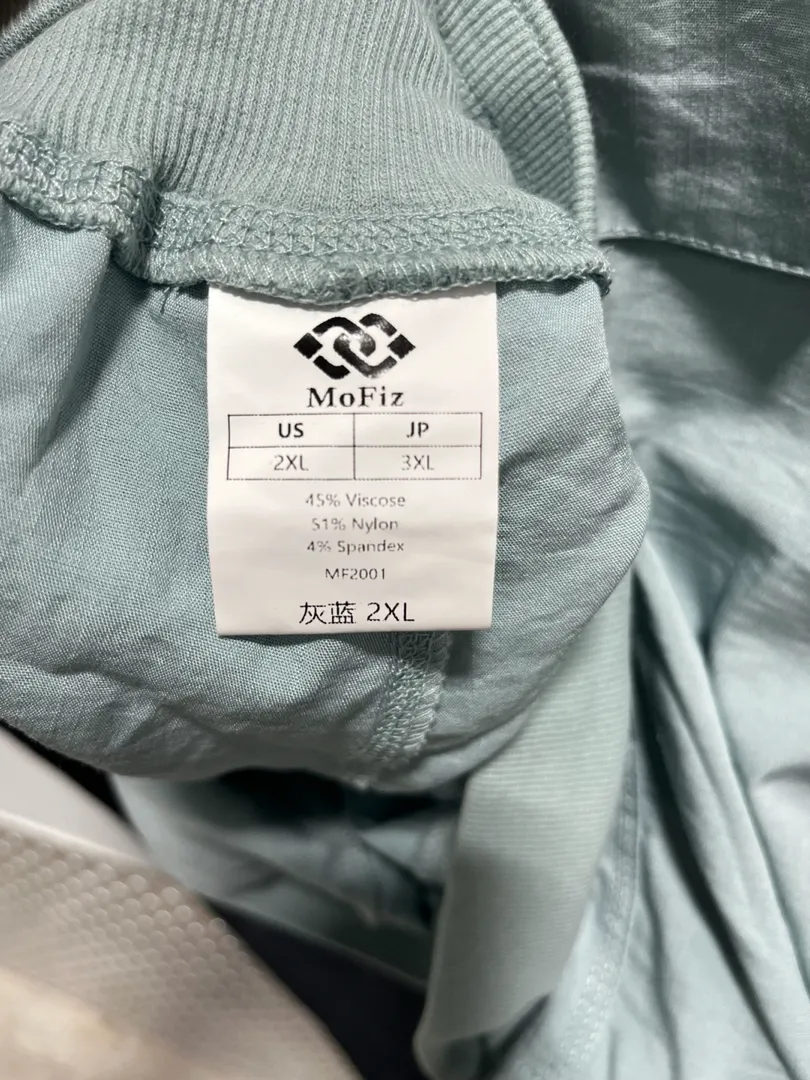 MoFiz
US JP
2XL 3XL
45% Viscose
51% Nylon
4% Spandex
MF2001
灰蓝 2XL